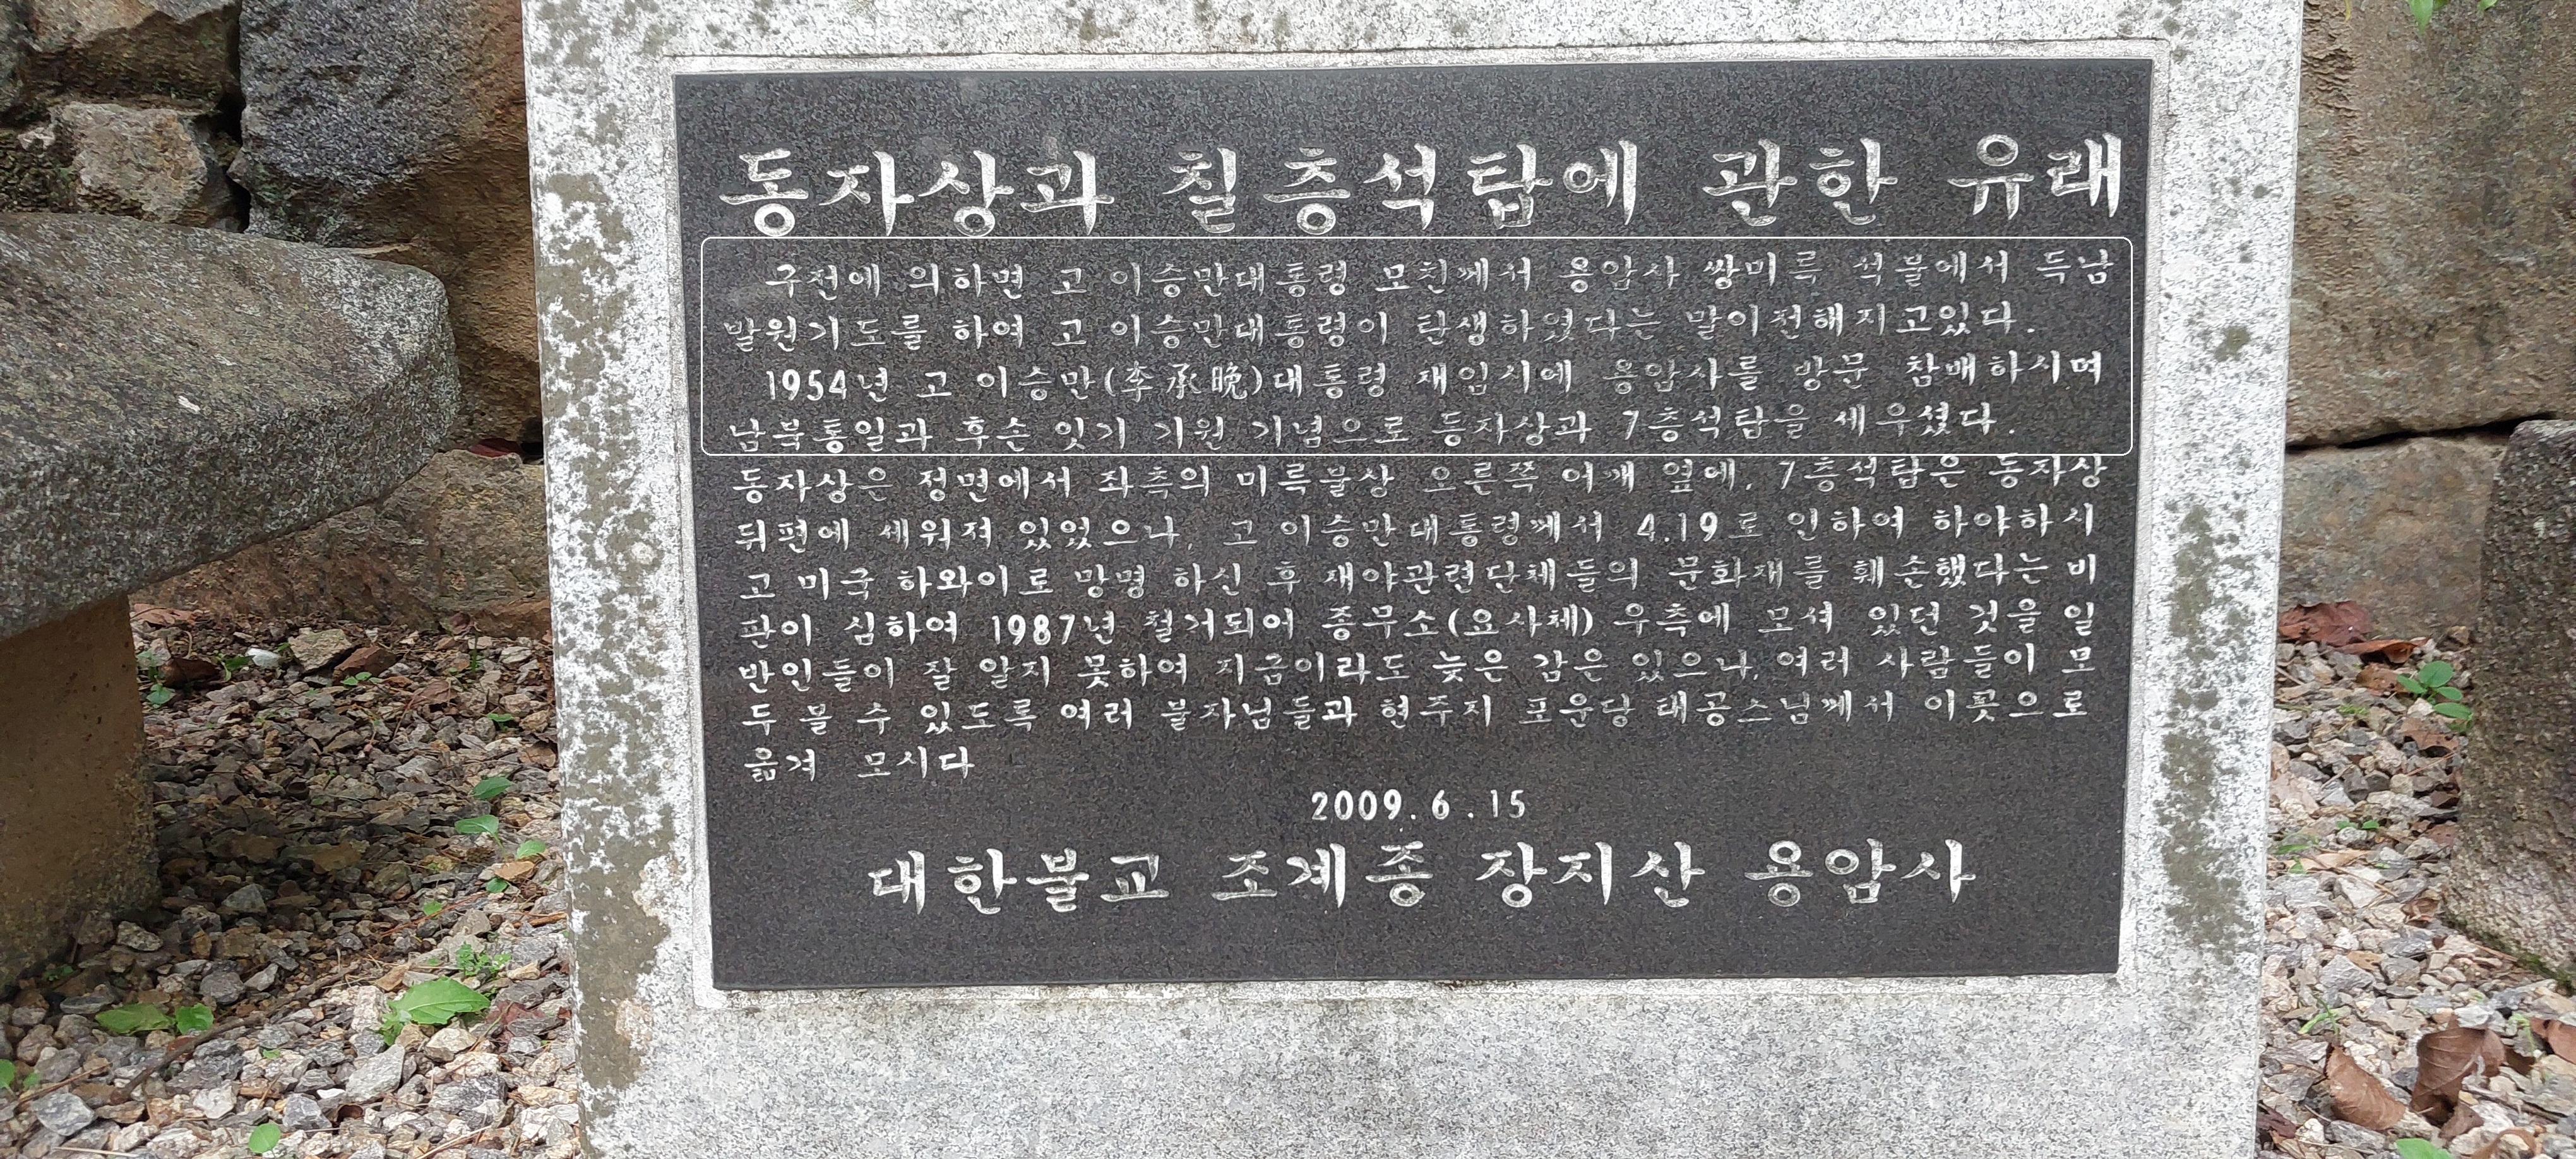 동자상과 칠층석탑에 관한 유래
구전에 의하면 고 이승만대통령 모친께서 용암사 쌍미륵 석불에서 득남
발원기도를 하여 고 이승만대통령이 탄생하였다는 말이전해지고있다.
1954년 고 이승만(李承晩)대통령 재임시에 용암사를 방문 참배하시며
남북통일과 후손 잇기 기원 기념으로 동자상과 7층석탑을 세우셨다.
동자상은 정면에서 좌측의 미륵불상 오른쪽 어깨 옆에, 7층석탑은 동자상
뒤편에 세워져 있었으나, 고 이승만대통령께서 4.19로 인하여 하야하시
고 미국 하와이로 망명 하신 후 재야관련단체들의 문화재를 훼손했다는 비
판이 심하여 1987년 철거되어 종무소(요사체) 우측에 모셔 있던 것을 일
반인들이 잘 알지 못하여 지금이라도 늦은 감은 있으나, 여러 사람들이 모
두 볼 수 있도록 여러 불자님들과 현주지 포운당 태공스님께서 이곳으로
옮겨 모시다
2009.6.15
대한불교 조계종 장지산 용암사